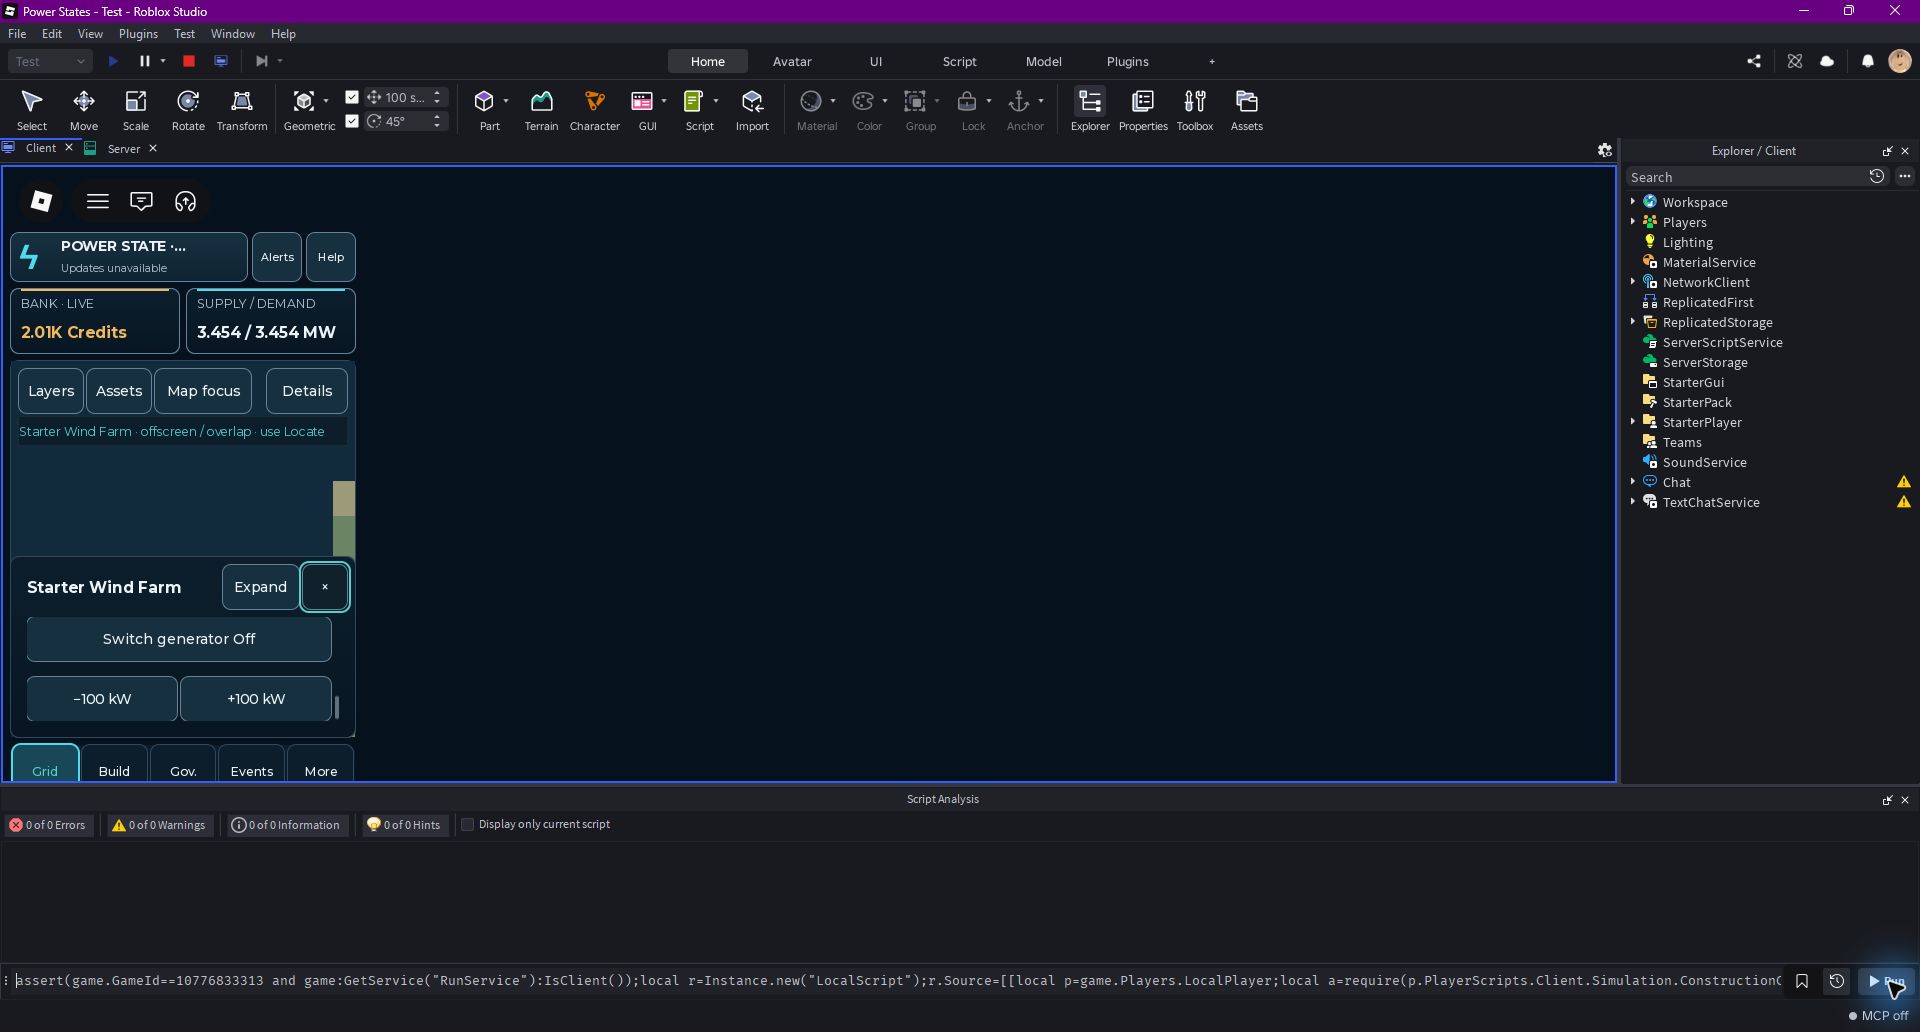 Power States - Test - Roblox Studio
File Edit View Plugins Test Window Help
Test
Home Avatar UI Script Model Plugins +
100 s...
45°
Select Move Scale Rotate Transform Geometric Part Terrain Character GUI Script Import Material Color Group Lock Anchor Explorer Properties Toolbox Assets
Client Server
Explorer / Client
Search
Workspace
Players
Lighting
MaterialService
NetworkClient
ReplicatedFirst
ReplicatedStorage
ServerScriptService
ServerStorage
StarterGui
StarterPack
StarterPlayer
Teams
SoundService
Chat
TextChatService
POWER STATE ·...
Updates unavailable
Alerts
Help
BANK · LIVE
2.01K Credits
SUPPLY / DEMAND
3.454 / 3.454 MW
Layers Assets Map focus Details
Starter Wind Farm · offscreen / overlap · use Locate
Starter Wind Farm
Expand
×
Switch generator Off
−100 kW
+100 kW
Grid Build Gov. Events More
Script Analysis
0 of 0 Errors 0 of 0 Warnings 0 of 0 Information 0 of 0 Hints Display only current script
assert(game.GameId==10776833313 and game:GetService("RunService"):IsClient());local r=Instance.new("LocalScript");r.Source=[[local p=game.Players.LocalPlayer;local a=require(p.PlayerScripts.Client.Simulation.Construction
MCP off